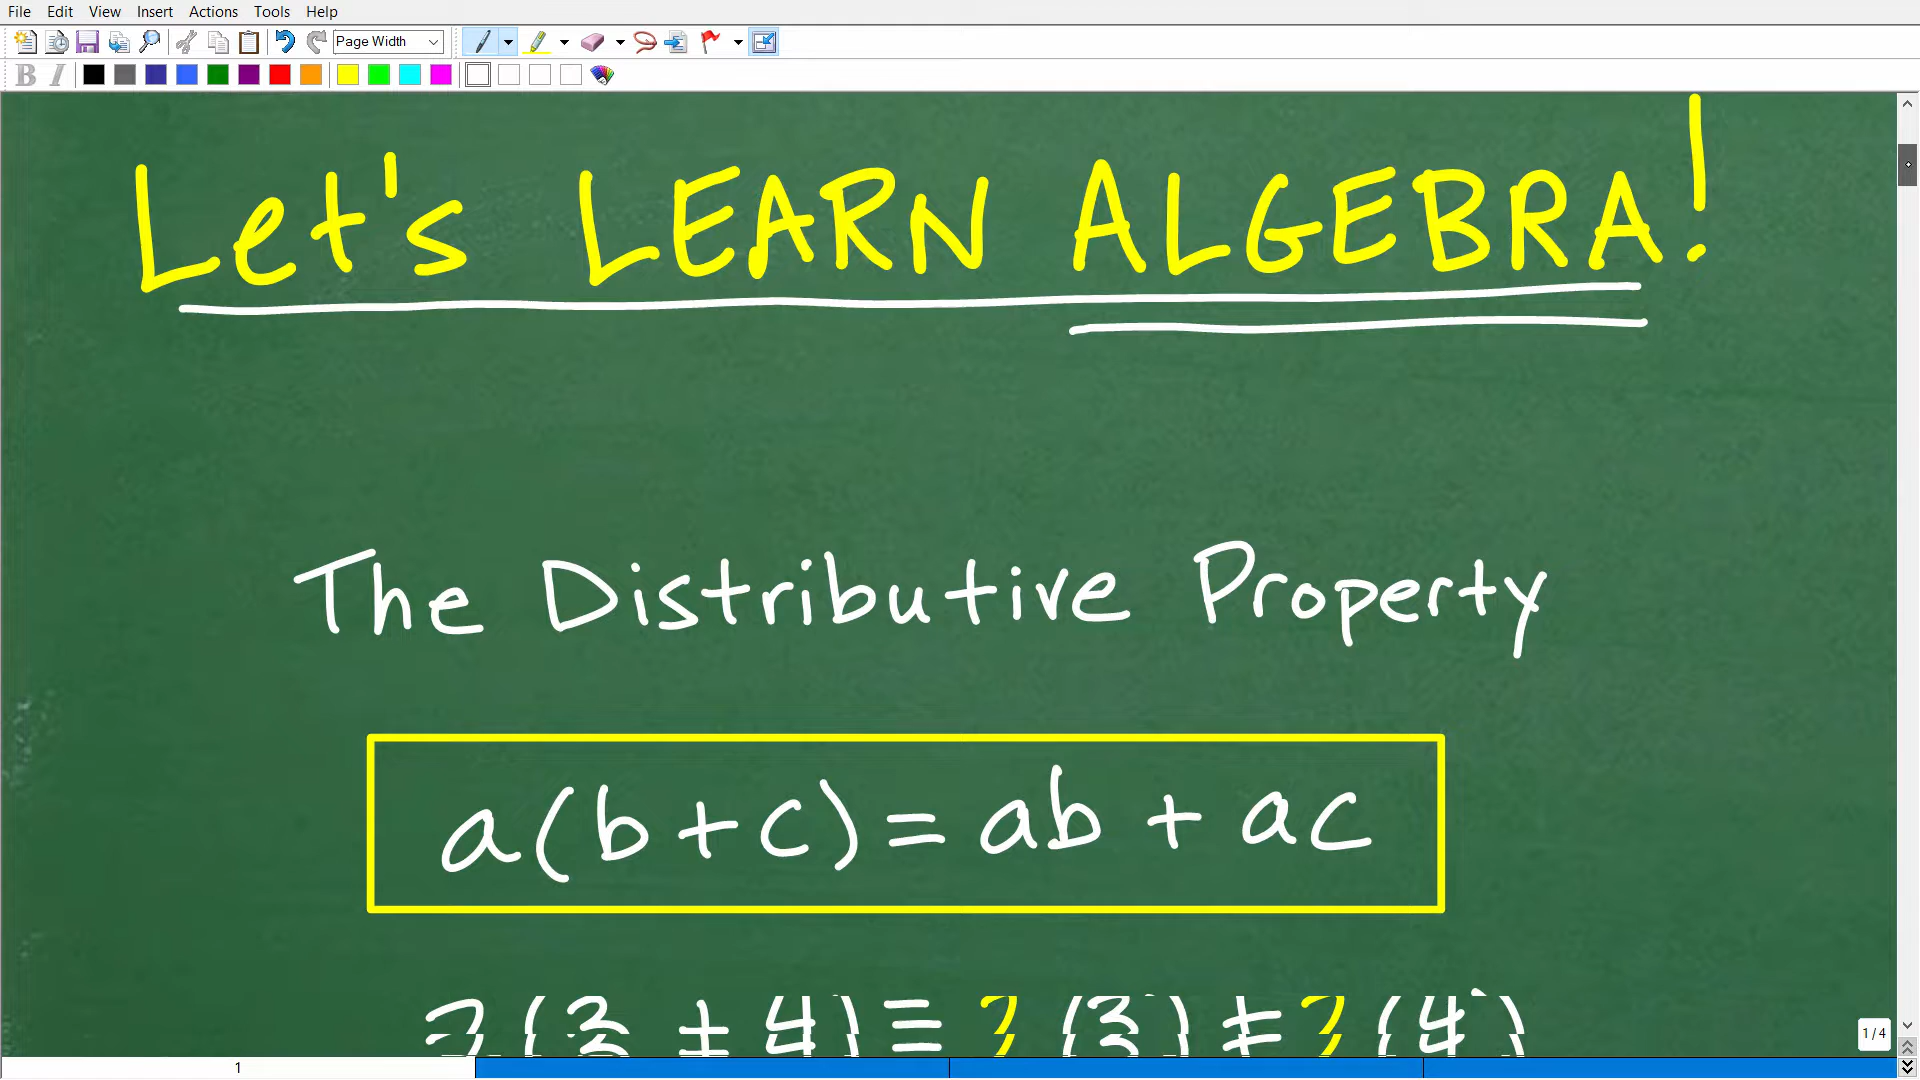 File Edit View Insert Actions Tools Help
Page Width
B I
Let's LEARN ALGEBRA!
The Distributive Property
a(b+c) = ab + ac
1 / 4
1